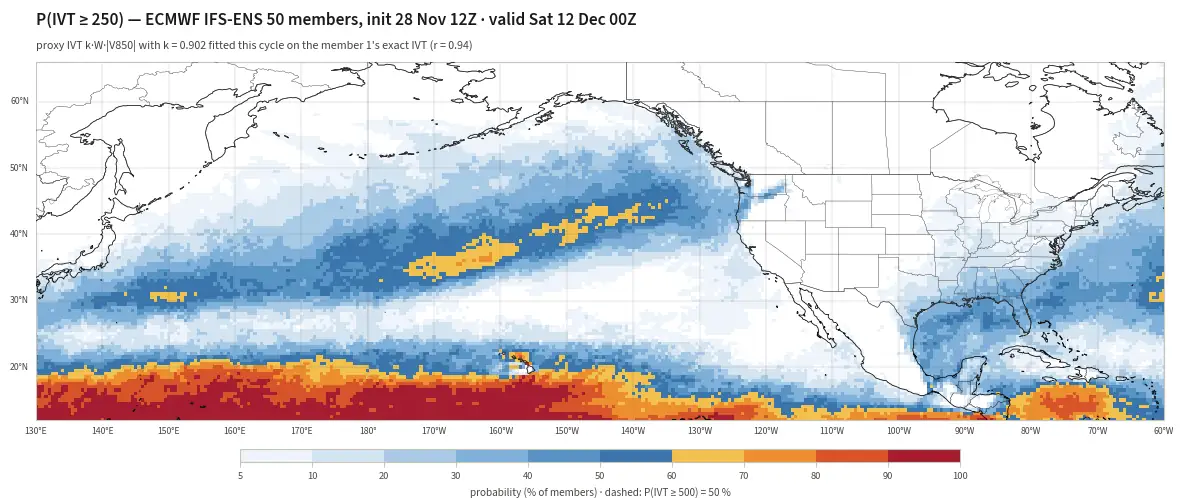 P(IVT ≥ 250) — ECMWF IFS-ENS 50 members, init 28 Nov 12Z · valid Sat 12 Dec 00Z
proxy IVT k·W·|V850| with k = 0.902 fitted this cycle on the member 1's exact IVT (r = 0.94)
60°N
50°N
40°N
30°N
20°N
130°E 140°E 150°E 160°E 170°E 180° 170°W 160°W 150°W 140°W 130°W 120°W 110°W 100°W 90°W 80°W 70°W 60°W
5 10 20 30 40 50 60 70 80 90 100
probability (% of members) · dashed: P(IVT ≥ 500) = 50 %